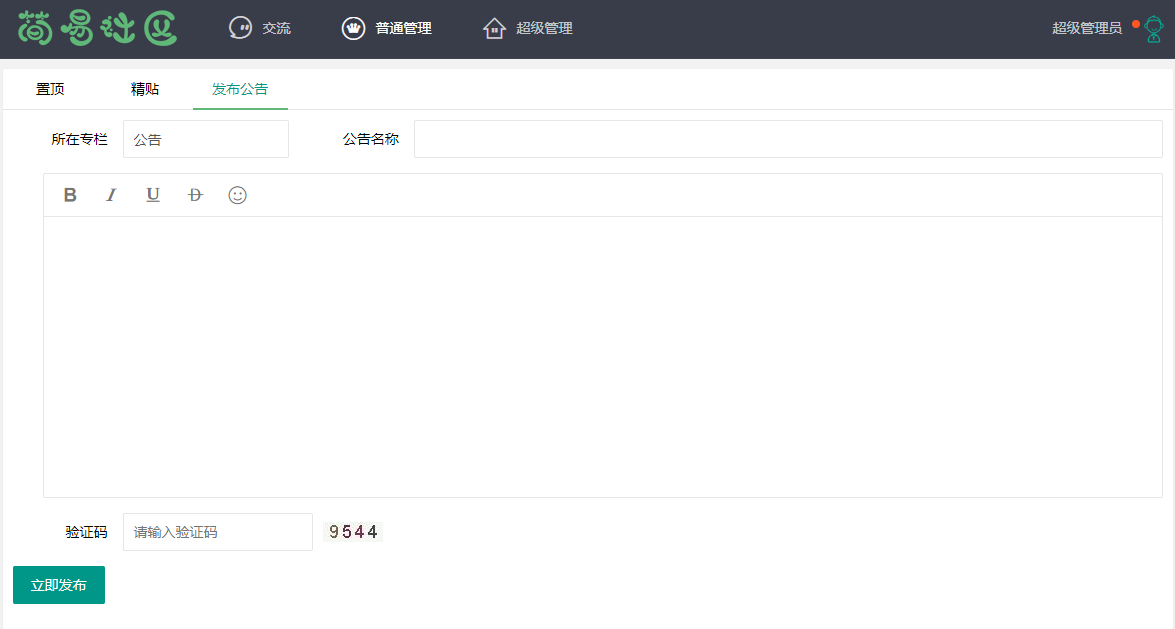 简易社区 交流 普通管理 超级管理 超级管理员
置顶 精贴 发布公告
所在专栏 公告 公告名称
B I U D
验证码 请输入验证码 9544
立即发布